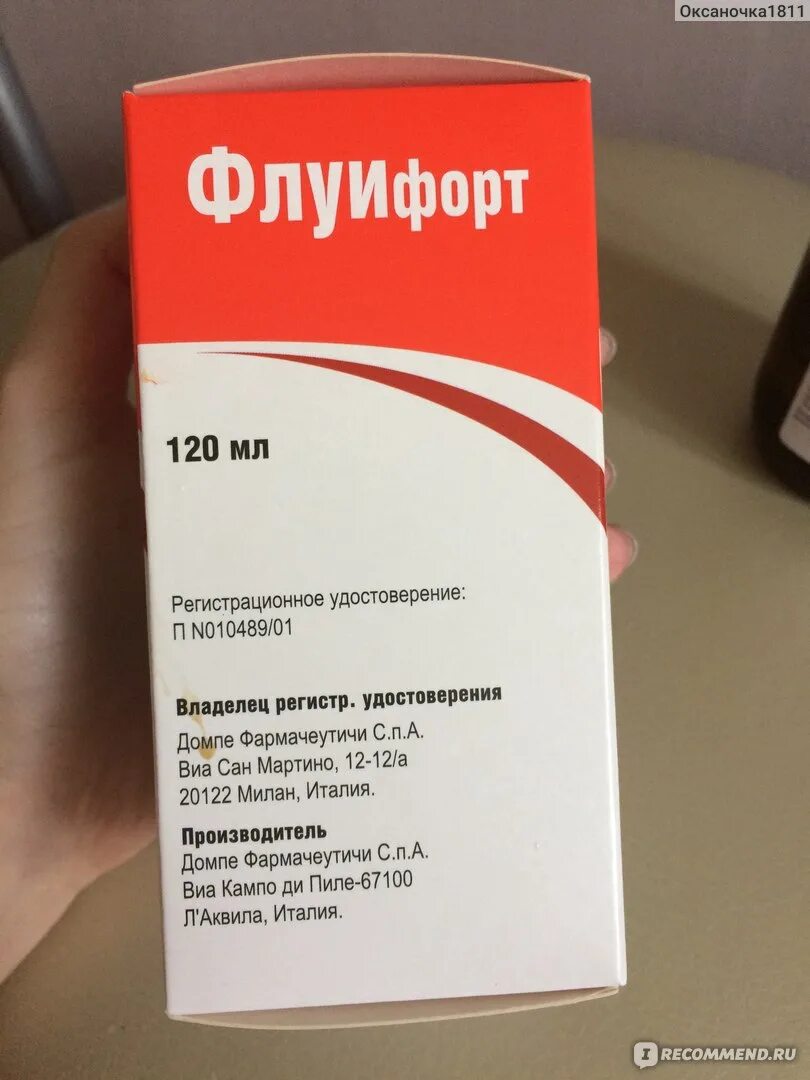 Оксаночка1811
Флуифорт
120 мл
Регистрационное удостоверение:
П N010489/01
Владелец регистр. удостоверения
Домпе Фармачеутичи С.п.А.
Виа Сан Мартино, 12-12/а
20122 Милан, Италия.
Производитель
Домпе Фармачеутичи С.п.А.
Виа Кампо ди Пиле-67100
Л'Аквила, Италия.
IRECOMMEND.RU